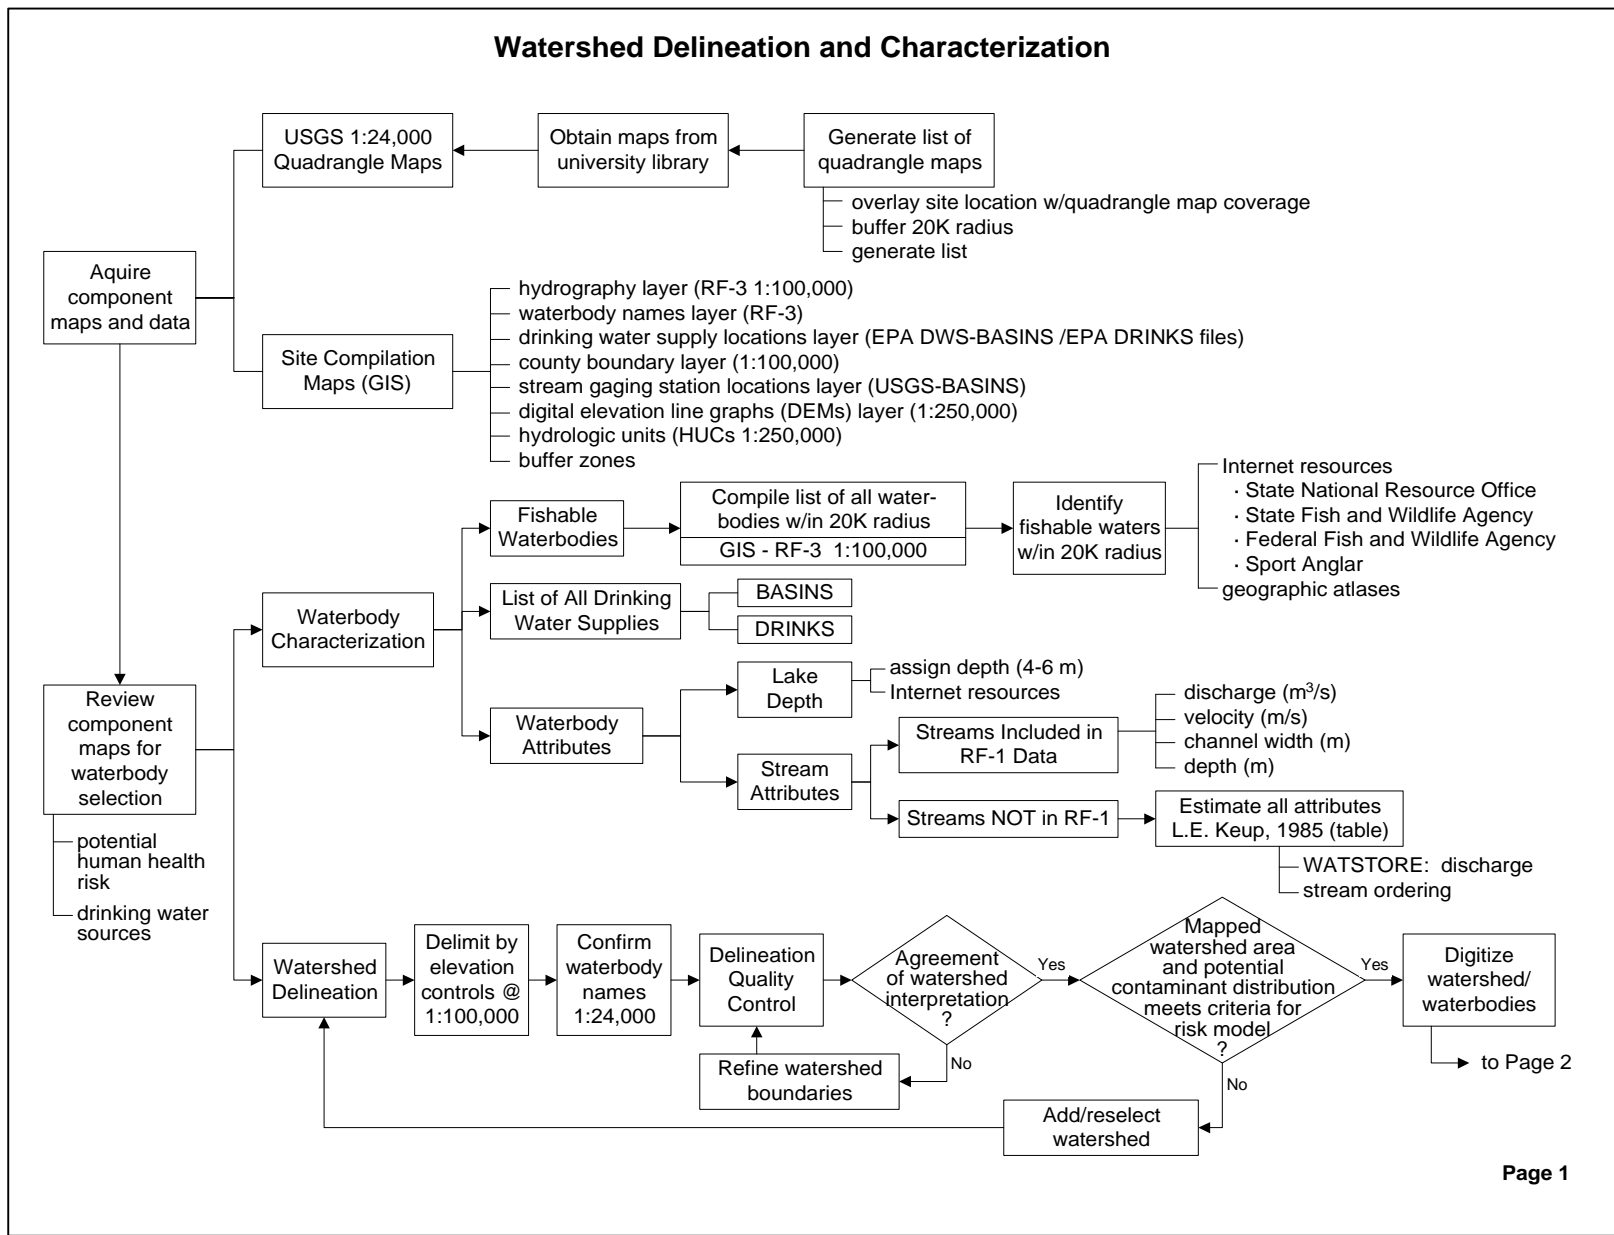 Watershed Delineation and Characterization
USGS 1:24,000
Quadrangle Maps
Obtain maps from
university library
Generate list of
quadrangle maps
overlay site location w/quadrangle map coverage
buffer 20K radius
generate list
Aquire
component
maps and data
Site Compilation
Maps (GIS)
hydrography layer (RF-3 1:100,000)
waterbody names layer (RF-3)
drinking water supply locations layer (EPA DWS-BASINS /EPA DRINKS files)
county boundary layer (1:100,000)
stream gaging station locations layer (USGS-BASINS)
digital elevation line graphs (DEMs) layer (1:250,000)
hydrologic units (HUCs 1:250,000)
buffer zones
Fishable
Waterbodies
Compile list of all water-
bodies w/in 20K radius
GIS - RF-3 1:100,000
Identify
fishable waters
w/in 20K radius
Internet resources
· State National Resource Office
· State Fish and Wildlife Agency
· Federal Fish and Wildlife Agency
· Sport Anglar
geographic atlases
Waterbody
Characterization
List of All Drinking
Water Supplies
BASINS
DRINKS
Waterbody
Attributes
Lake
Depth
assign depth (4-6 m)
Internet resources
Stream
Attributes
Streams Included in
RF-1 Data
discharge (m³/s)
velocity (m/s)
channel width (m)
depth (m)
Streams NOT in RF-1
Estimate all attributes
L.E. Keup, 1985 (table)
WATSTORE: discharge
stream ordering
Review
component
maps for
waterbody
selection
potential
human health
risk
drinking water
sources
Watershed
Delineation
Delimit by
elevation
controls @
1:100,000
Confirm
waterbody
names
1:24,000
Delineation
Quality
Control
Agreement
of watershed
interpretation
?
Yes
No
Refine watershed
boundaries
Mapped
watershed area
and potential
contaminant distribution
meets criteria for
risk model
?
Yes
No
Add/reselect
watershed
Digitize
watershed/
waterbodies
to Page 2
Page 1